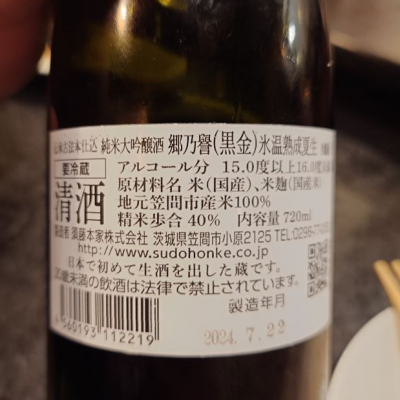 純米大吟醸酒 郷乃譽(黒金)氷温熟成夏生
要冷蔵
清酒
アルコール分 15.0度以上16.0度
原材料名 米(国産)、米麹(国産)
地元笠間市産米100%
精米歩合 40% 内容量 720ml
製造者 須藤本家株式会社 茨城県笠間市小原2125 TEL.0296-77
http://www.sudohonke.co.jp
日本で初めて生酒を出した蔵です。
20歳未満の飲酒は法律で禁止されています。
製造年月
2024. 7. 22
4560193112219